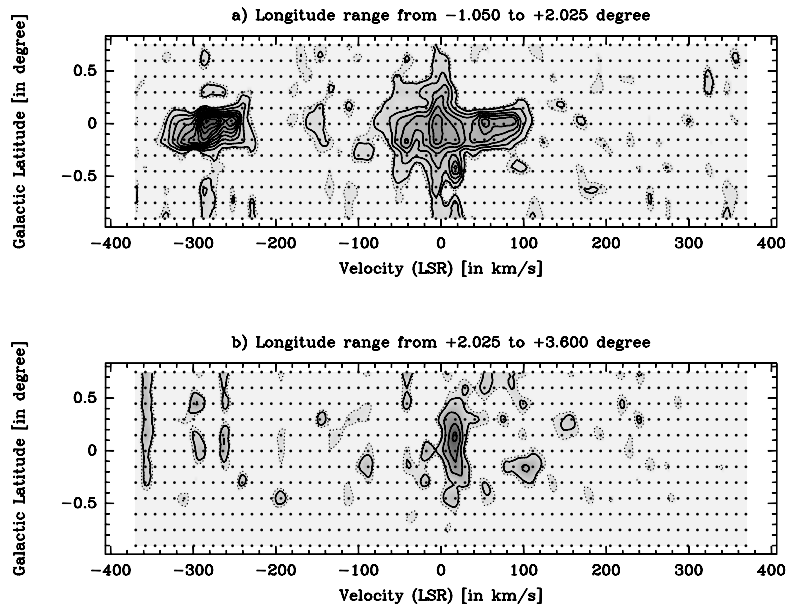 a) Longitude range from −1.050 to +2.025 degree
Galactic Latitude [in degree]
0.5
0
−0.5
−400 −300 −200 −100 0 100 200 300 400
Velocity (LSR) [in km/s]
b) Longitude range from +2.025 to +3.600 degree
Galactic Latitude [in degree]
0.5
0
−0.5
−400 −300 −200 −100 0 100 200 300 400
Velocity (LSR) [in km/s]